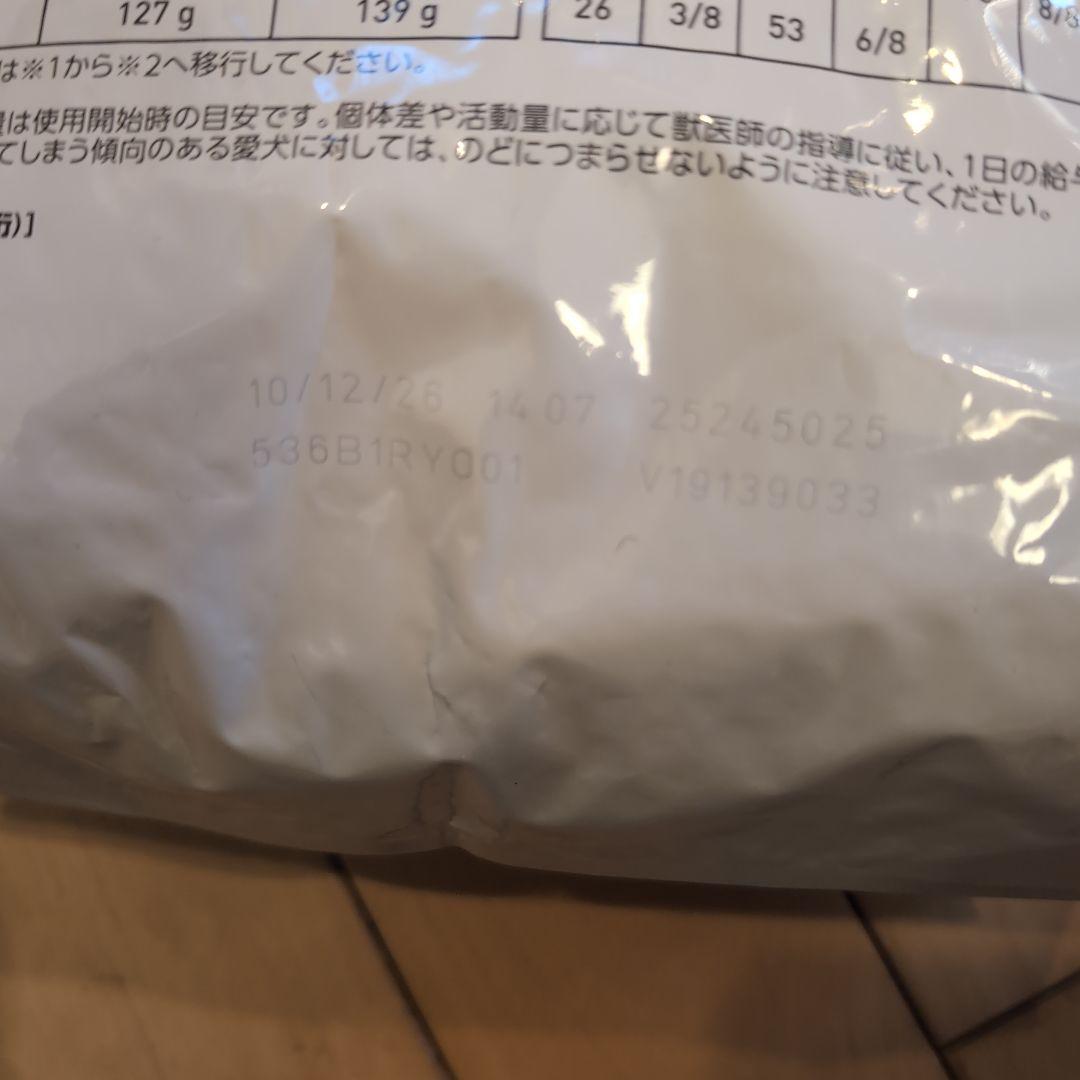 127 g 139 g 26 3/8 53 6/8 8/8
は※1から※2へ移行してください。
は使用開始時の目安です。個体差や活動量に応じて獣医師の指導に従い、1日の給与
てしまう傾向のある愛犬に対しては、のどにつまらせないように注意してください。
桁)]
10/12/26 14 07 25245025
536B1RY001 V19139033